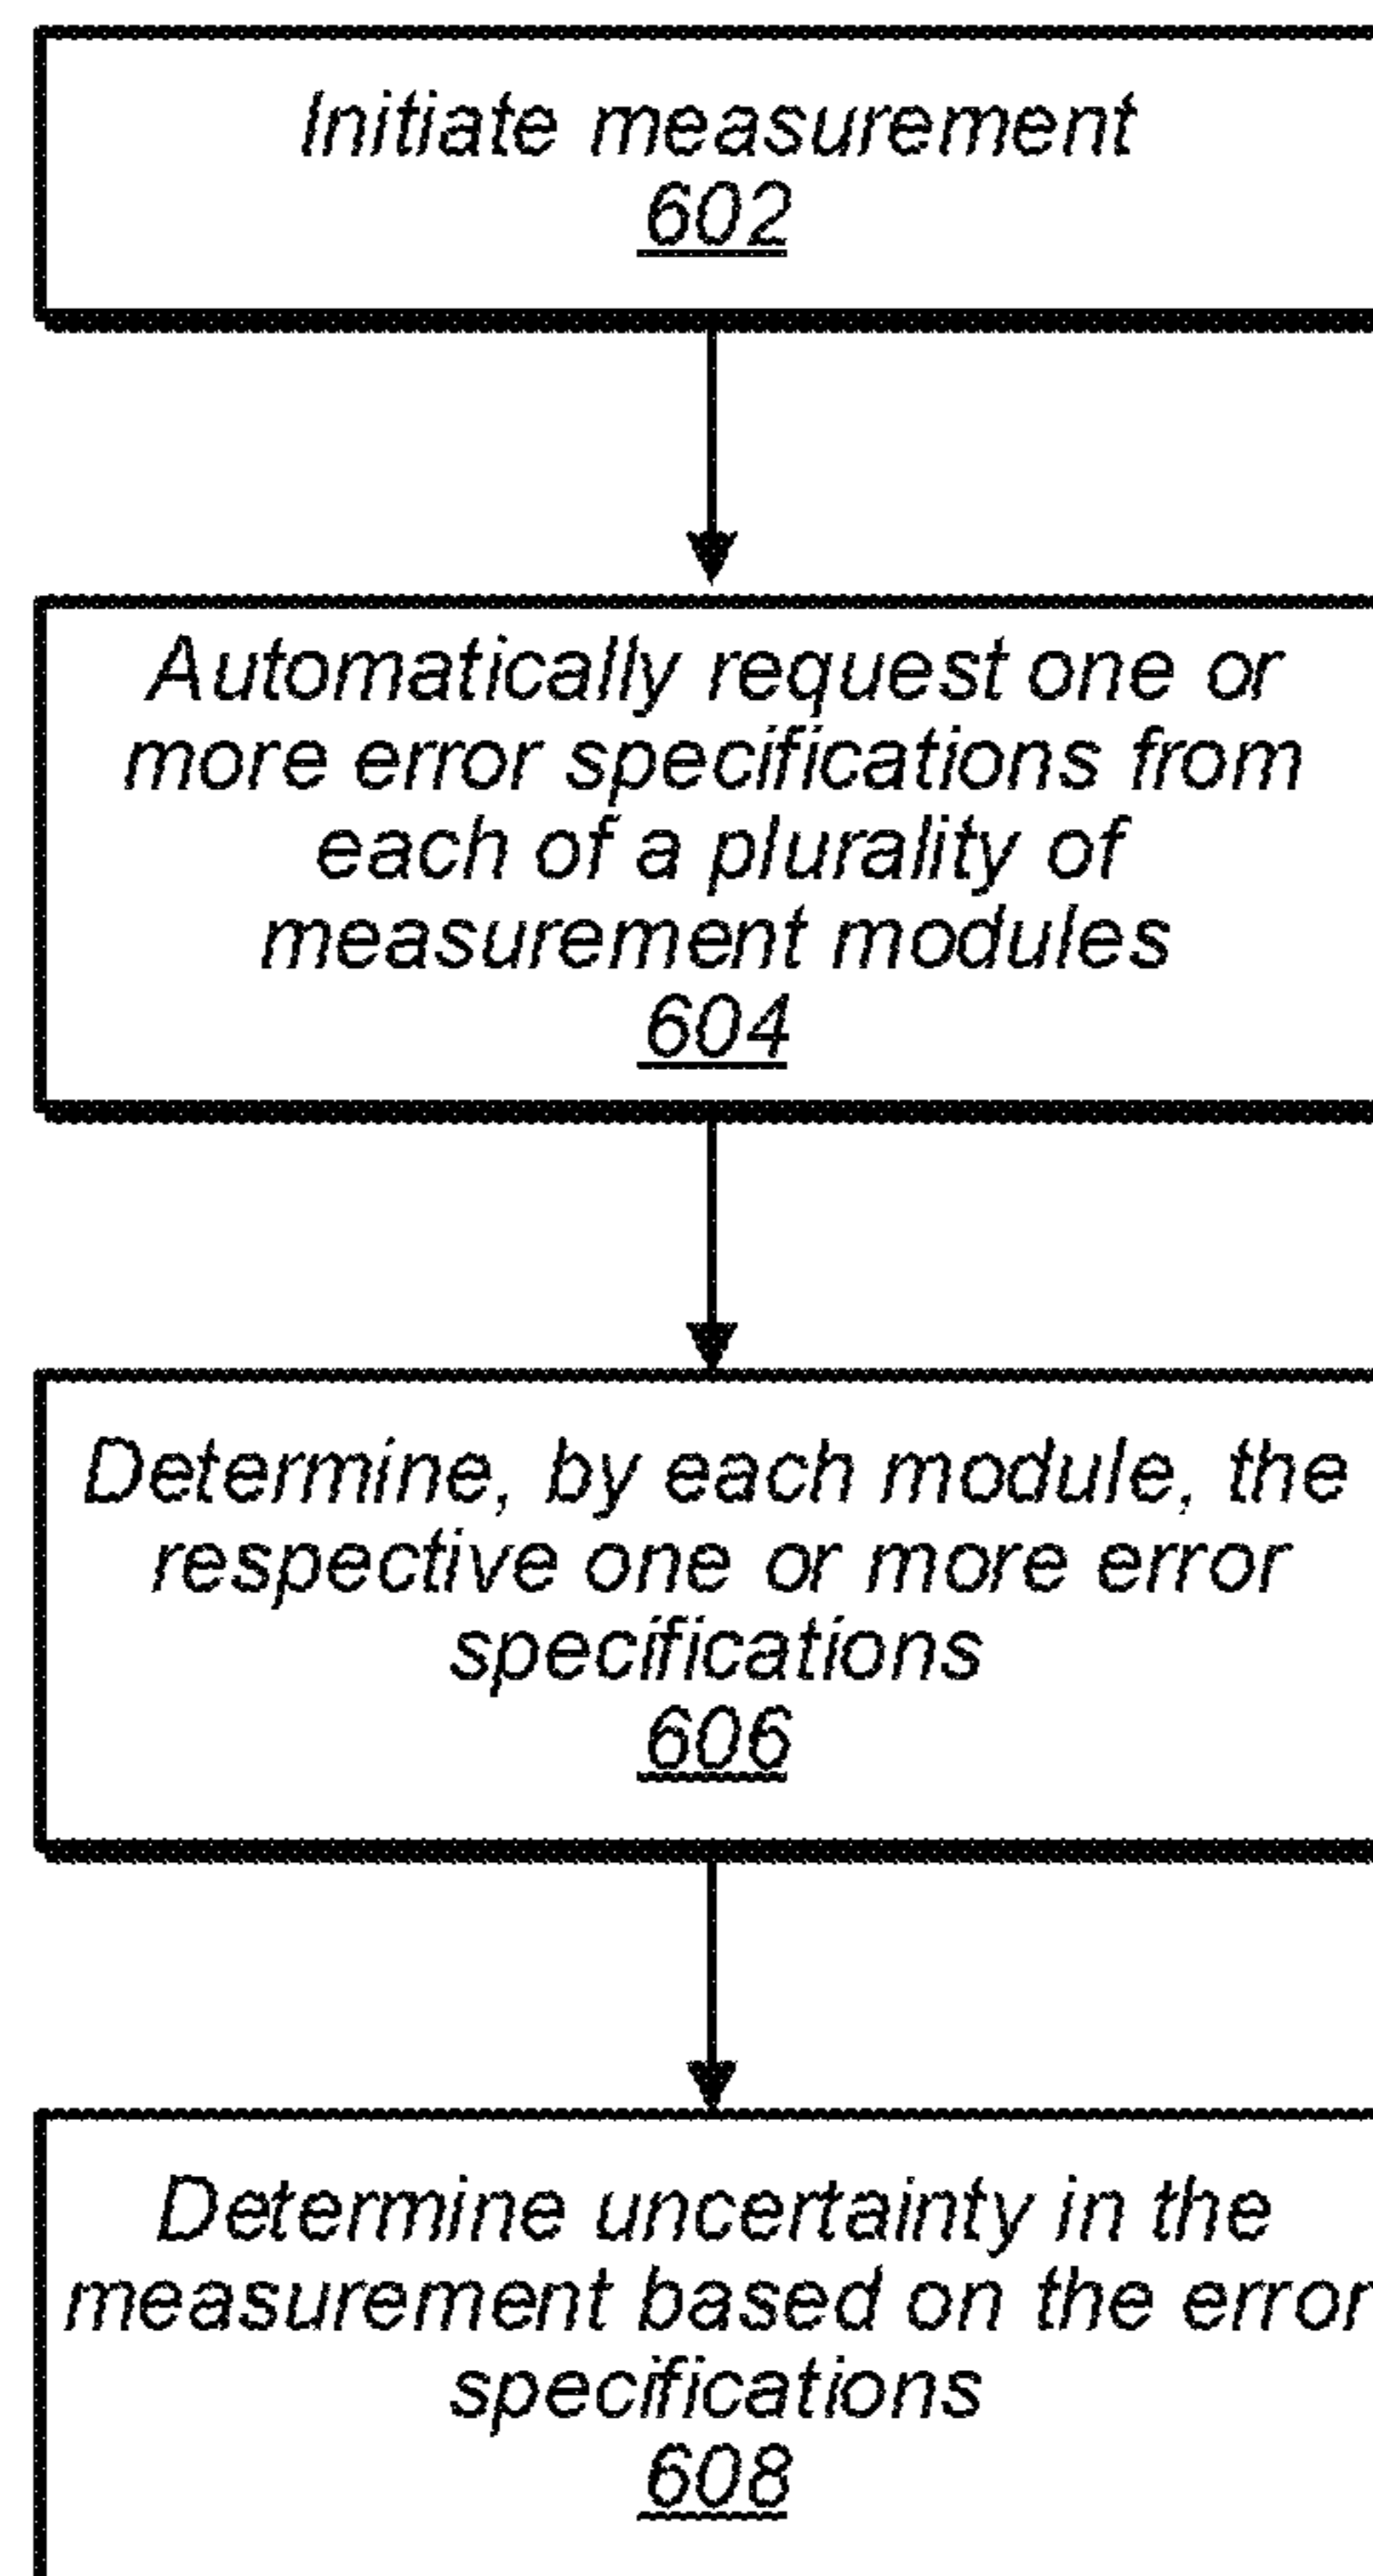 Initiate measurement
602
Automatically request one or
more error specifications from
each of a plurality of
measurement modules
604
Determine, by each module, the
respective one or more error
specifications
606
Determine uncertainty in the
measurement based on the error
specifications
608